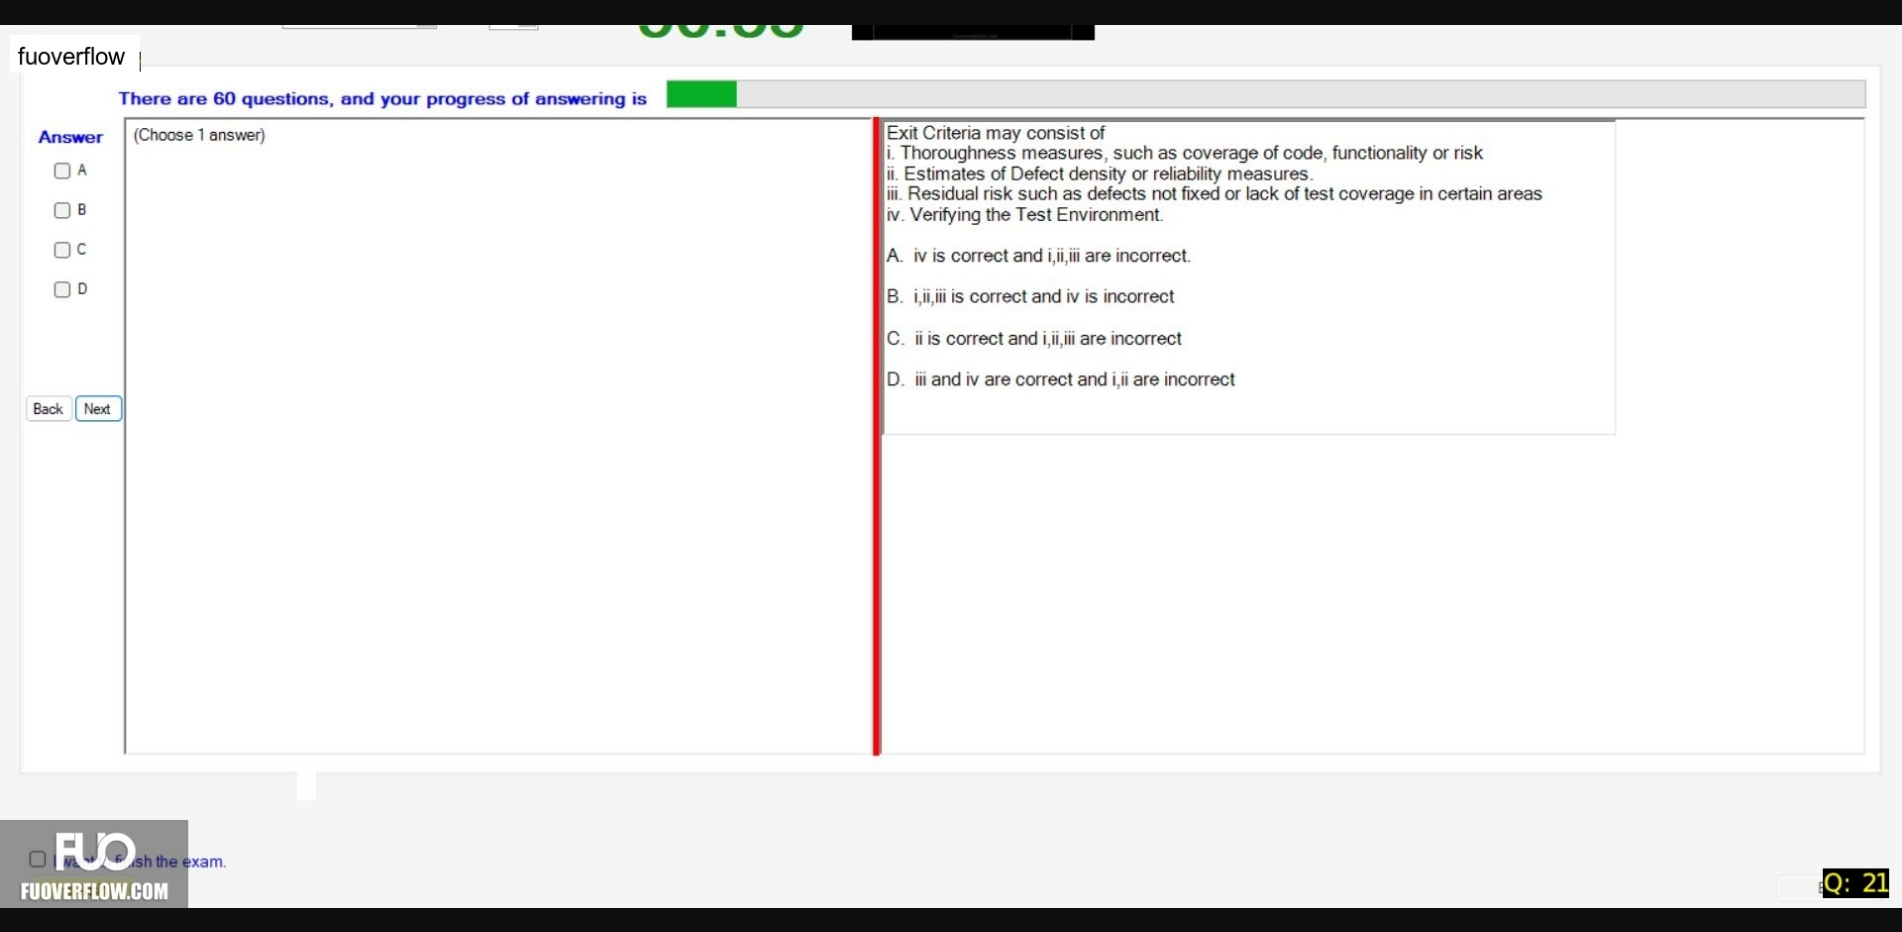 fuoverflow
There are 60 questions, and your progress of answering is
Answer
(Choose 1 answer)
A
B
C
D
Back
Next
Exit Criteria may consist of
i. Thoroughness measures, such as coverage of code, functionality or risk
ii. Estimates of Defect density or reliability measures.
iii. Residual risk such as defects not fixed or lack of test coverage in certain areas
iv. Verifying the Test Environment.
A. iv is correct and i,ii,iii are incorrect.
B. i,ii,iii is correct and iv is incorrect
C. ii is correct and i,ii,iii are incorrect
D. iii and iv are correct and i,ii are incorrect
FUO
the exam.
FUOVERFLOW.COM
Q: 21